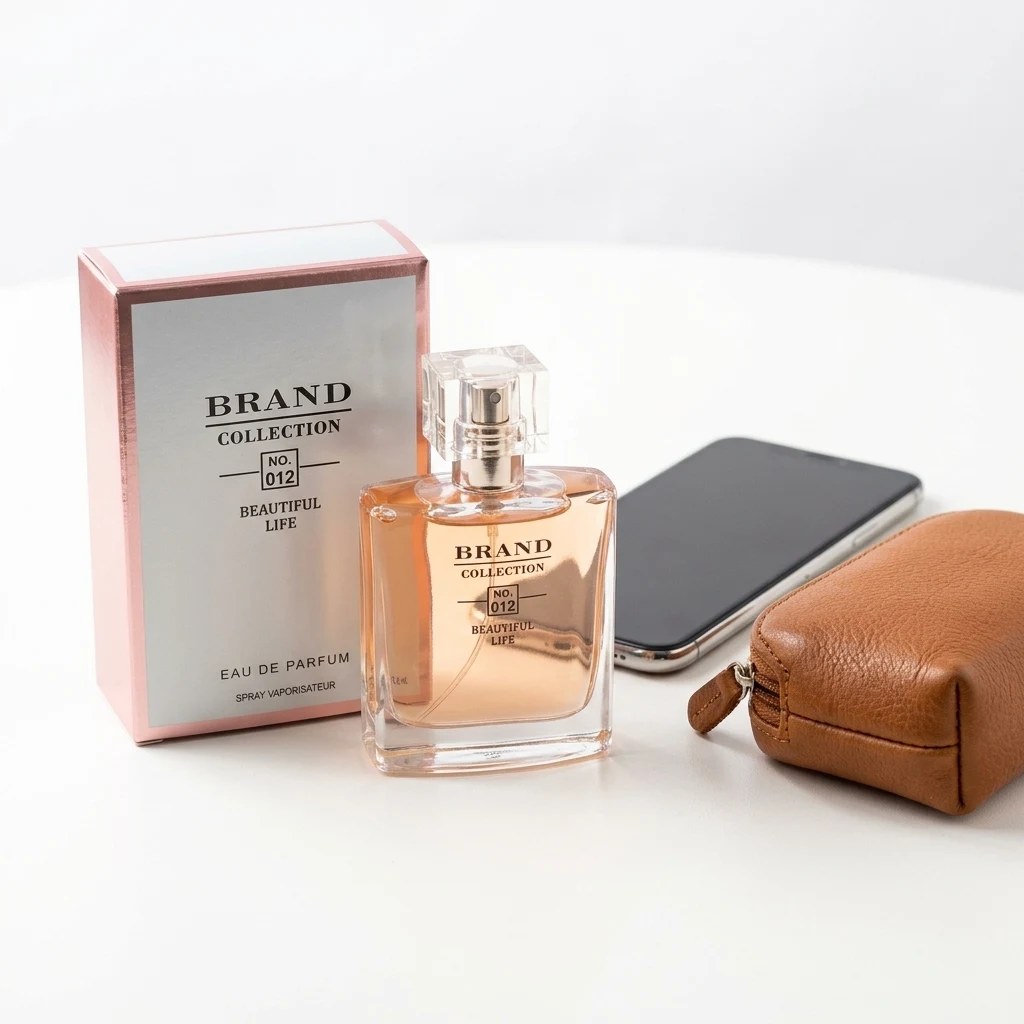 BRAND
COLLECTION
NO.
012
BEAUTIFUL
LIFE
EAU DE PARFUM
SPRAY VAPORISATEUR
BRAND
COLLECTION
NO.
012
BEAUTIFUL
LIFE